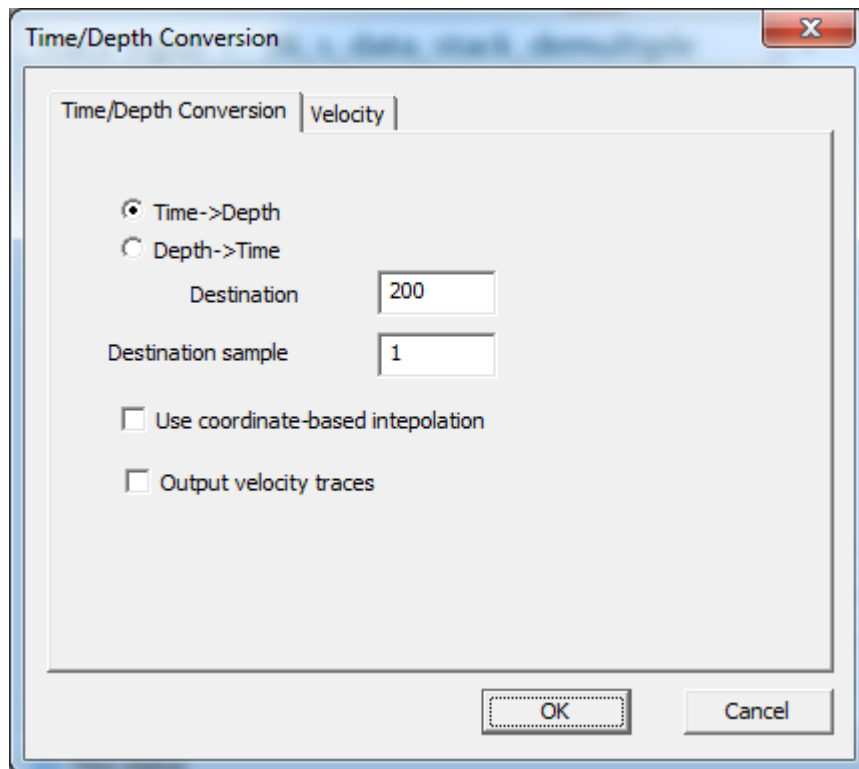 Time/Depth Conversion
Time/Depth Conversion Velocity
Time->Depth
Depth->Time
Destination 200
Destination sample 1
Use coordinate-based intepolation
Output velocity traces
OK Cancel